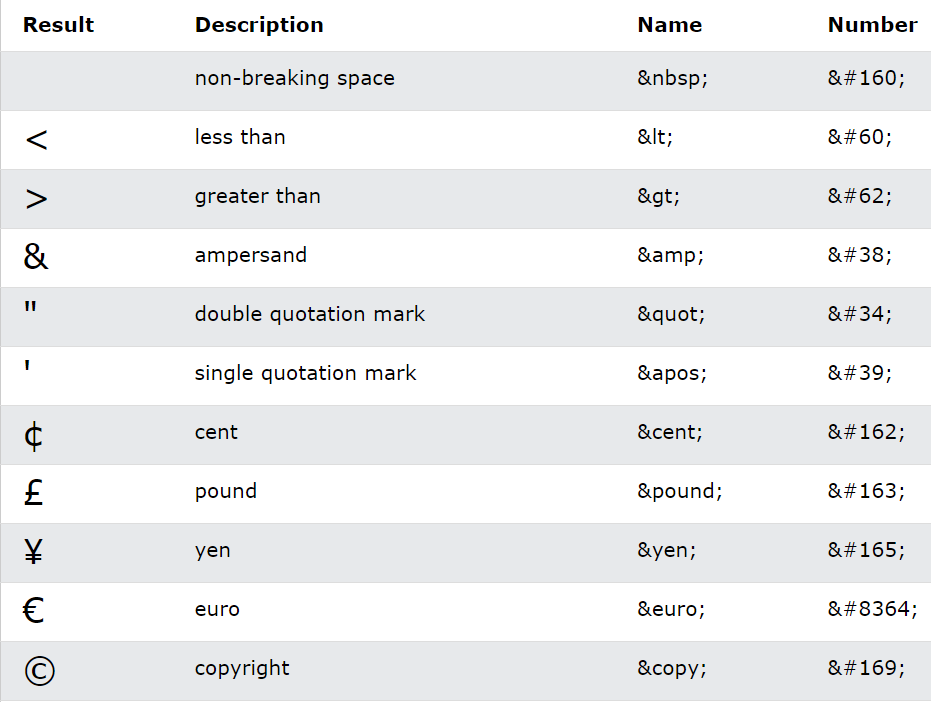 Result Description Name Number
non-breaking space &nbsp; &#160;
< less than &lt; &#60;
> greater than &gt; &#62;
& ampersand &amp; &#38;
" double quotation mark &quot; &#34;
' single quotation mark &apos; &#39;
¢ cent &cent; &#162;
£ pound &pound; &#163;
¥ yen &yen; &#165;
€ euro &euro; &#8364;
© copyright &copy; &#169;